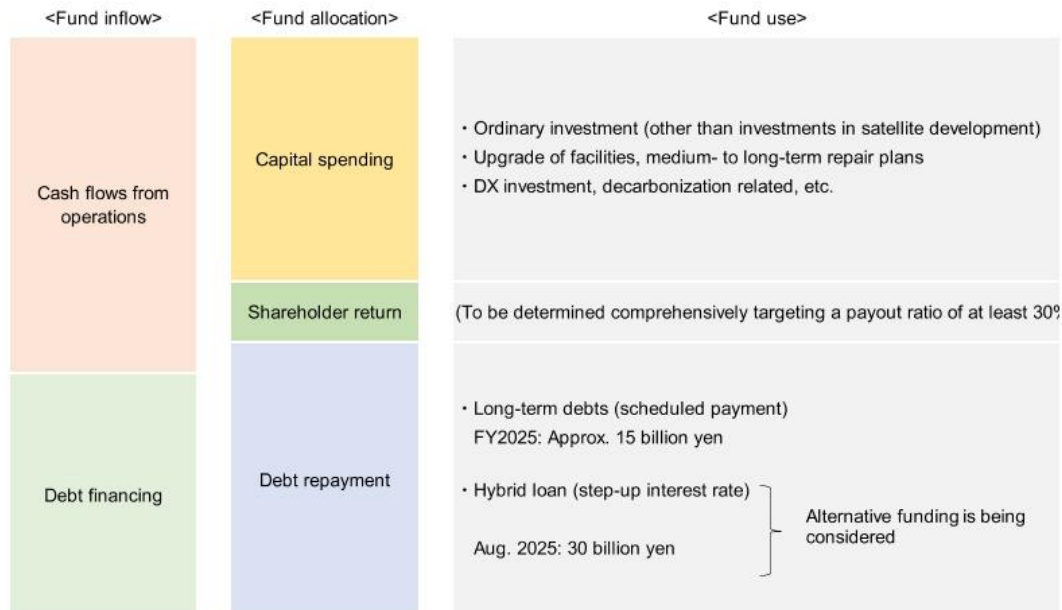 <Fund inflow>
<Fund allocation>
<Fund use>
Cash flows from
operations
Debt financing
Capital spending
Shareholder return
Debt repayment
・Ordinary investment (other than investments in satellite development)
・Upgrade of facilities, medium- to long-term repair plans
・DX investment, decarbonization related, etc.
(To be determined comprehensively targeting a payout ratio of at least 30%
・Long-term debts (scheduled payment)
FY2025: Approx. 15 billion yen
・Hybrid loan (step-up interest rate)
Aug. 2025: 30 billion yen
Alternative funding is being
considered